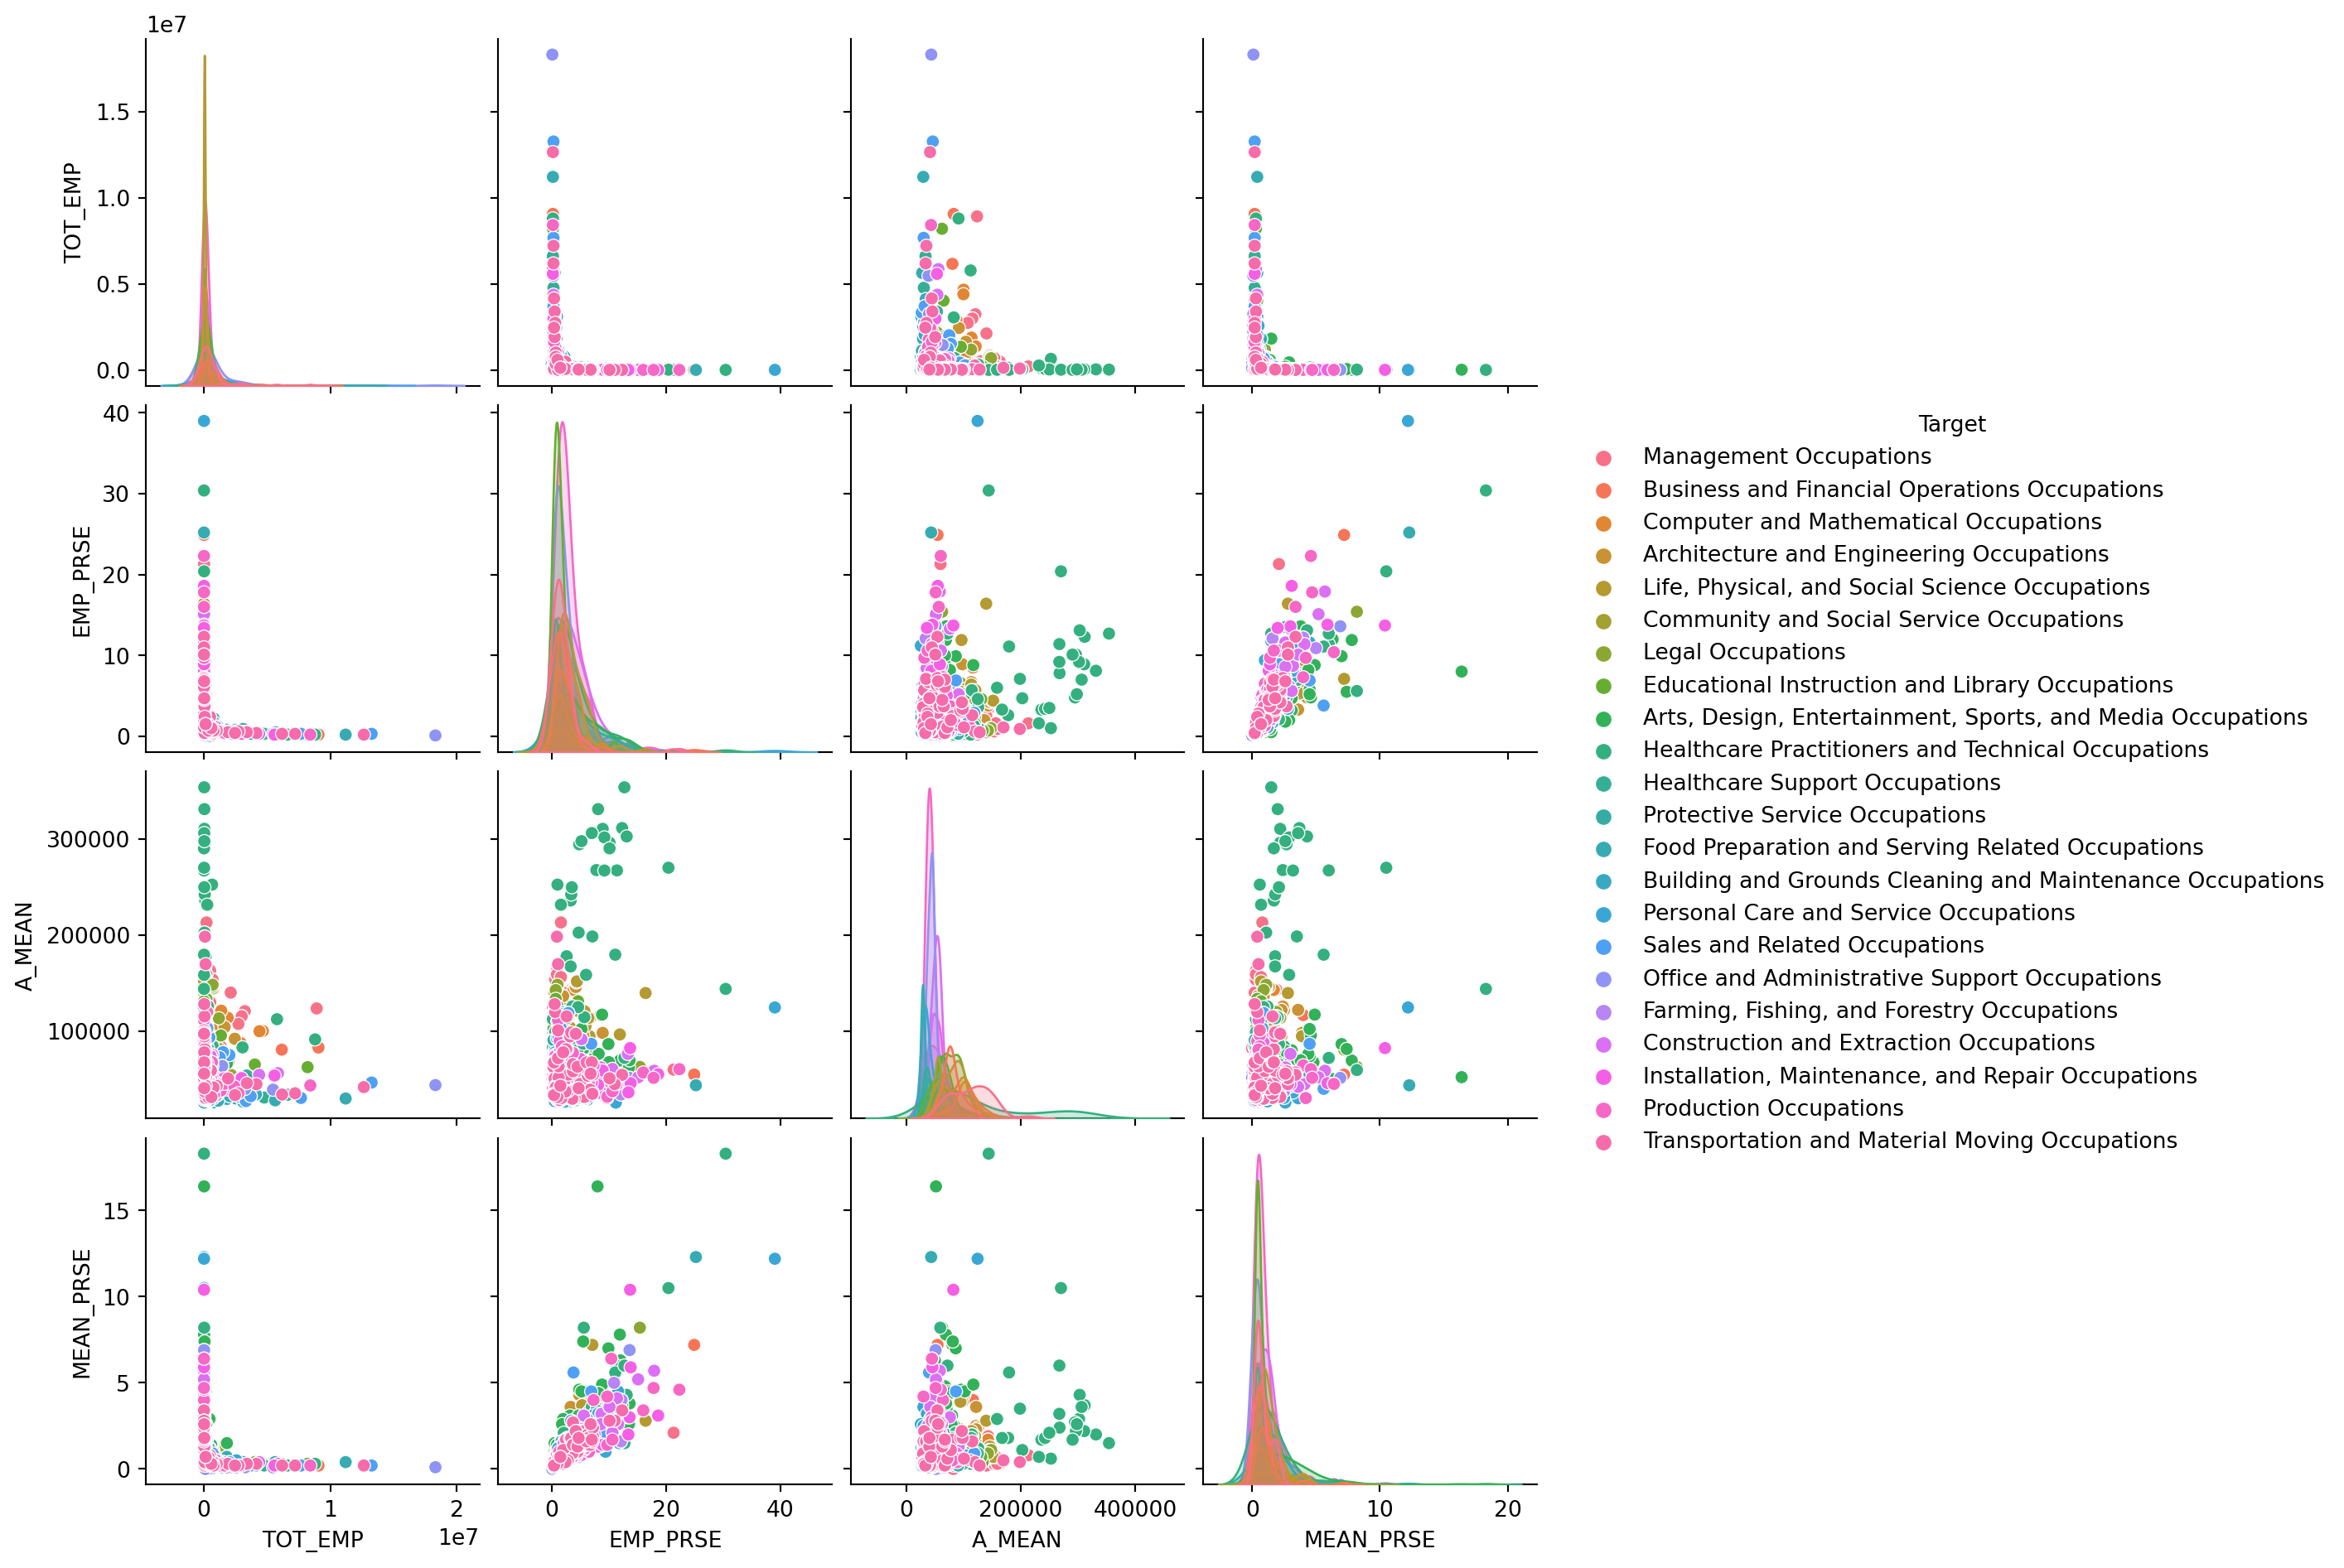 1e7
TOT_EMP
1.5
1.0
0.5
0.0
EMP_PRSE
40
30
20
10
0
A_MEAN
300000
200000
100000
MEAN_PRSE
15
10
5
0
0 1 2
1e7
TOT_EMP
0 20 40
EMP_PRSE
0 200000 400000
A_MEAN
0 10 20
MEAN_PRSE
Target
Management Occupations
Business and Financial Operations Occupations
Computer and Mathematical Occupations
Architecture and Engineering Occupations
Life, Physical, and Social Science Occupations
Community and Social Service Occupations
Legal Occupations
Educational Instruction and Library Occupations
Arts, Design, Entertainment, Sports, and Media Occupations
Healthcare Practitioners and Technical Occupations
Healthcare Support Occupations
Protective Service Occupations
Food Preparation and Serving Related Occupations
Building and Grounds Cleaning and Maintenance Occupations
Personal Care and Service Occupations
Sales and Related Occupations
Office and Administrative Support Occupations
Farming, Fishing, and Forestry Occupations
Construction and Extraction Occupations
Installation, Maintenance, and Repair Occupations
Production Occupations
Transportation and Material Moving Occupations